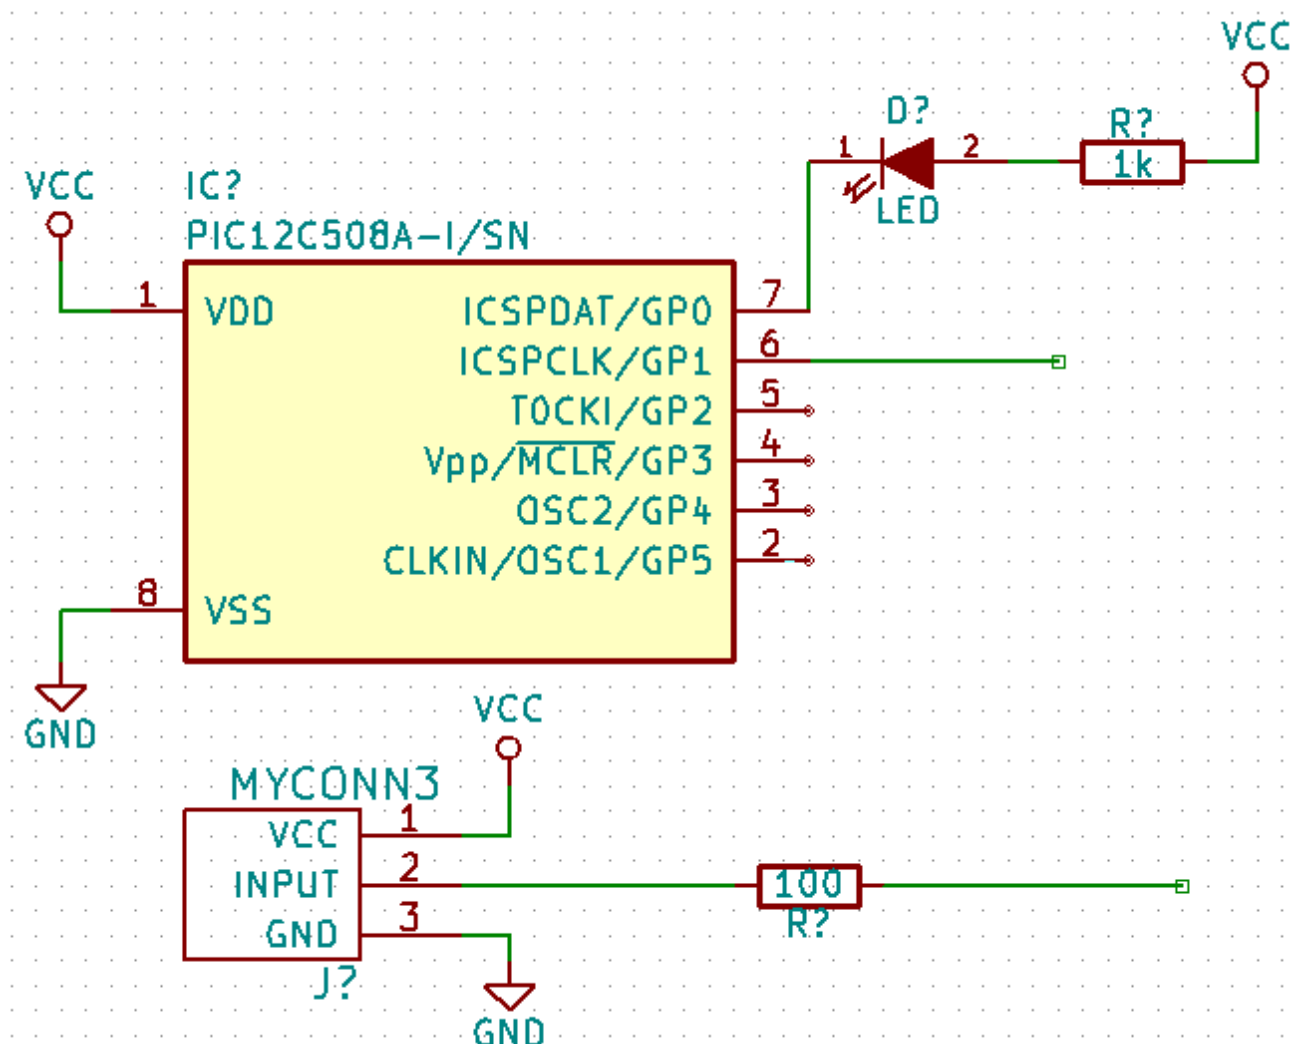 VCC
D?
R?
1 2 1k
LED
VCC
IC?
PIC12C508A-I/SN
1 VDD ICSPDAT/GP0 7
ICSPCLK/GP1 6
T0CKI/GP2 5
Vpp/MCLR/GP3 4
OSC2/GP4 3
CLKIN/OSC1/GP5 2
8 VSS
GND
VCC
MYCONN3
VCC 1
INPUT 2 100
GND 3 R?
J?
GND